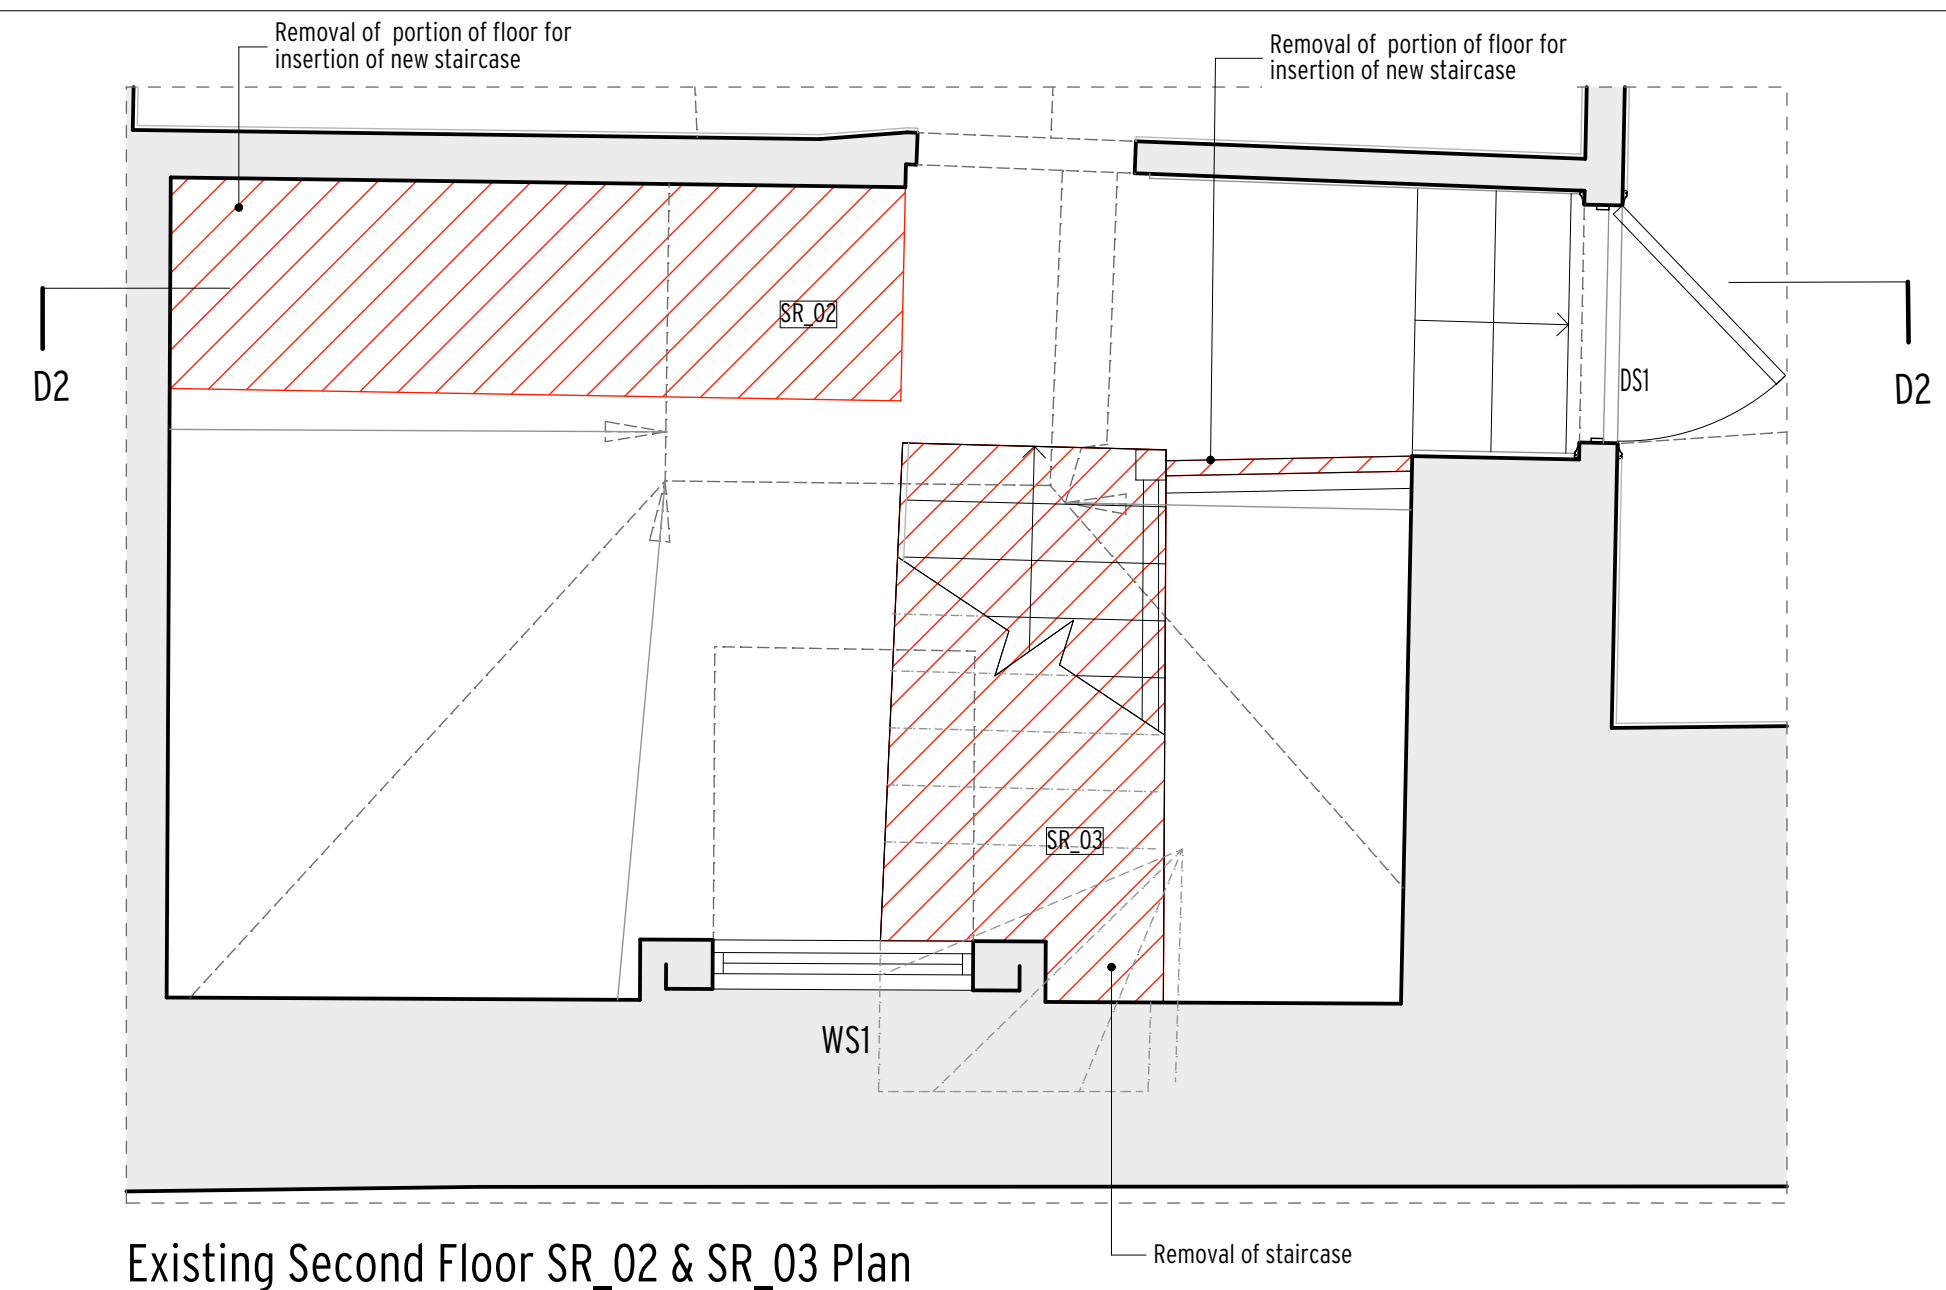 Removal of portion of floor for
insertion of new staircase
Removal of portion of floor for
insertion of new staircase
SR_02
D2
DS1
D2
SR_03
WS1
Removal of staircase
Existing Second Floor SR_02 & SR_03 Plan